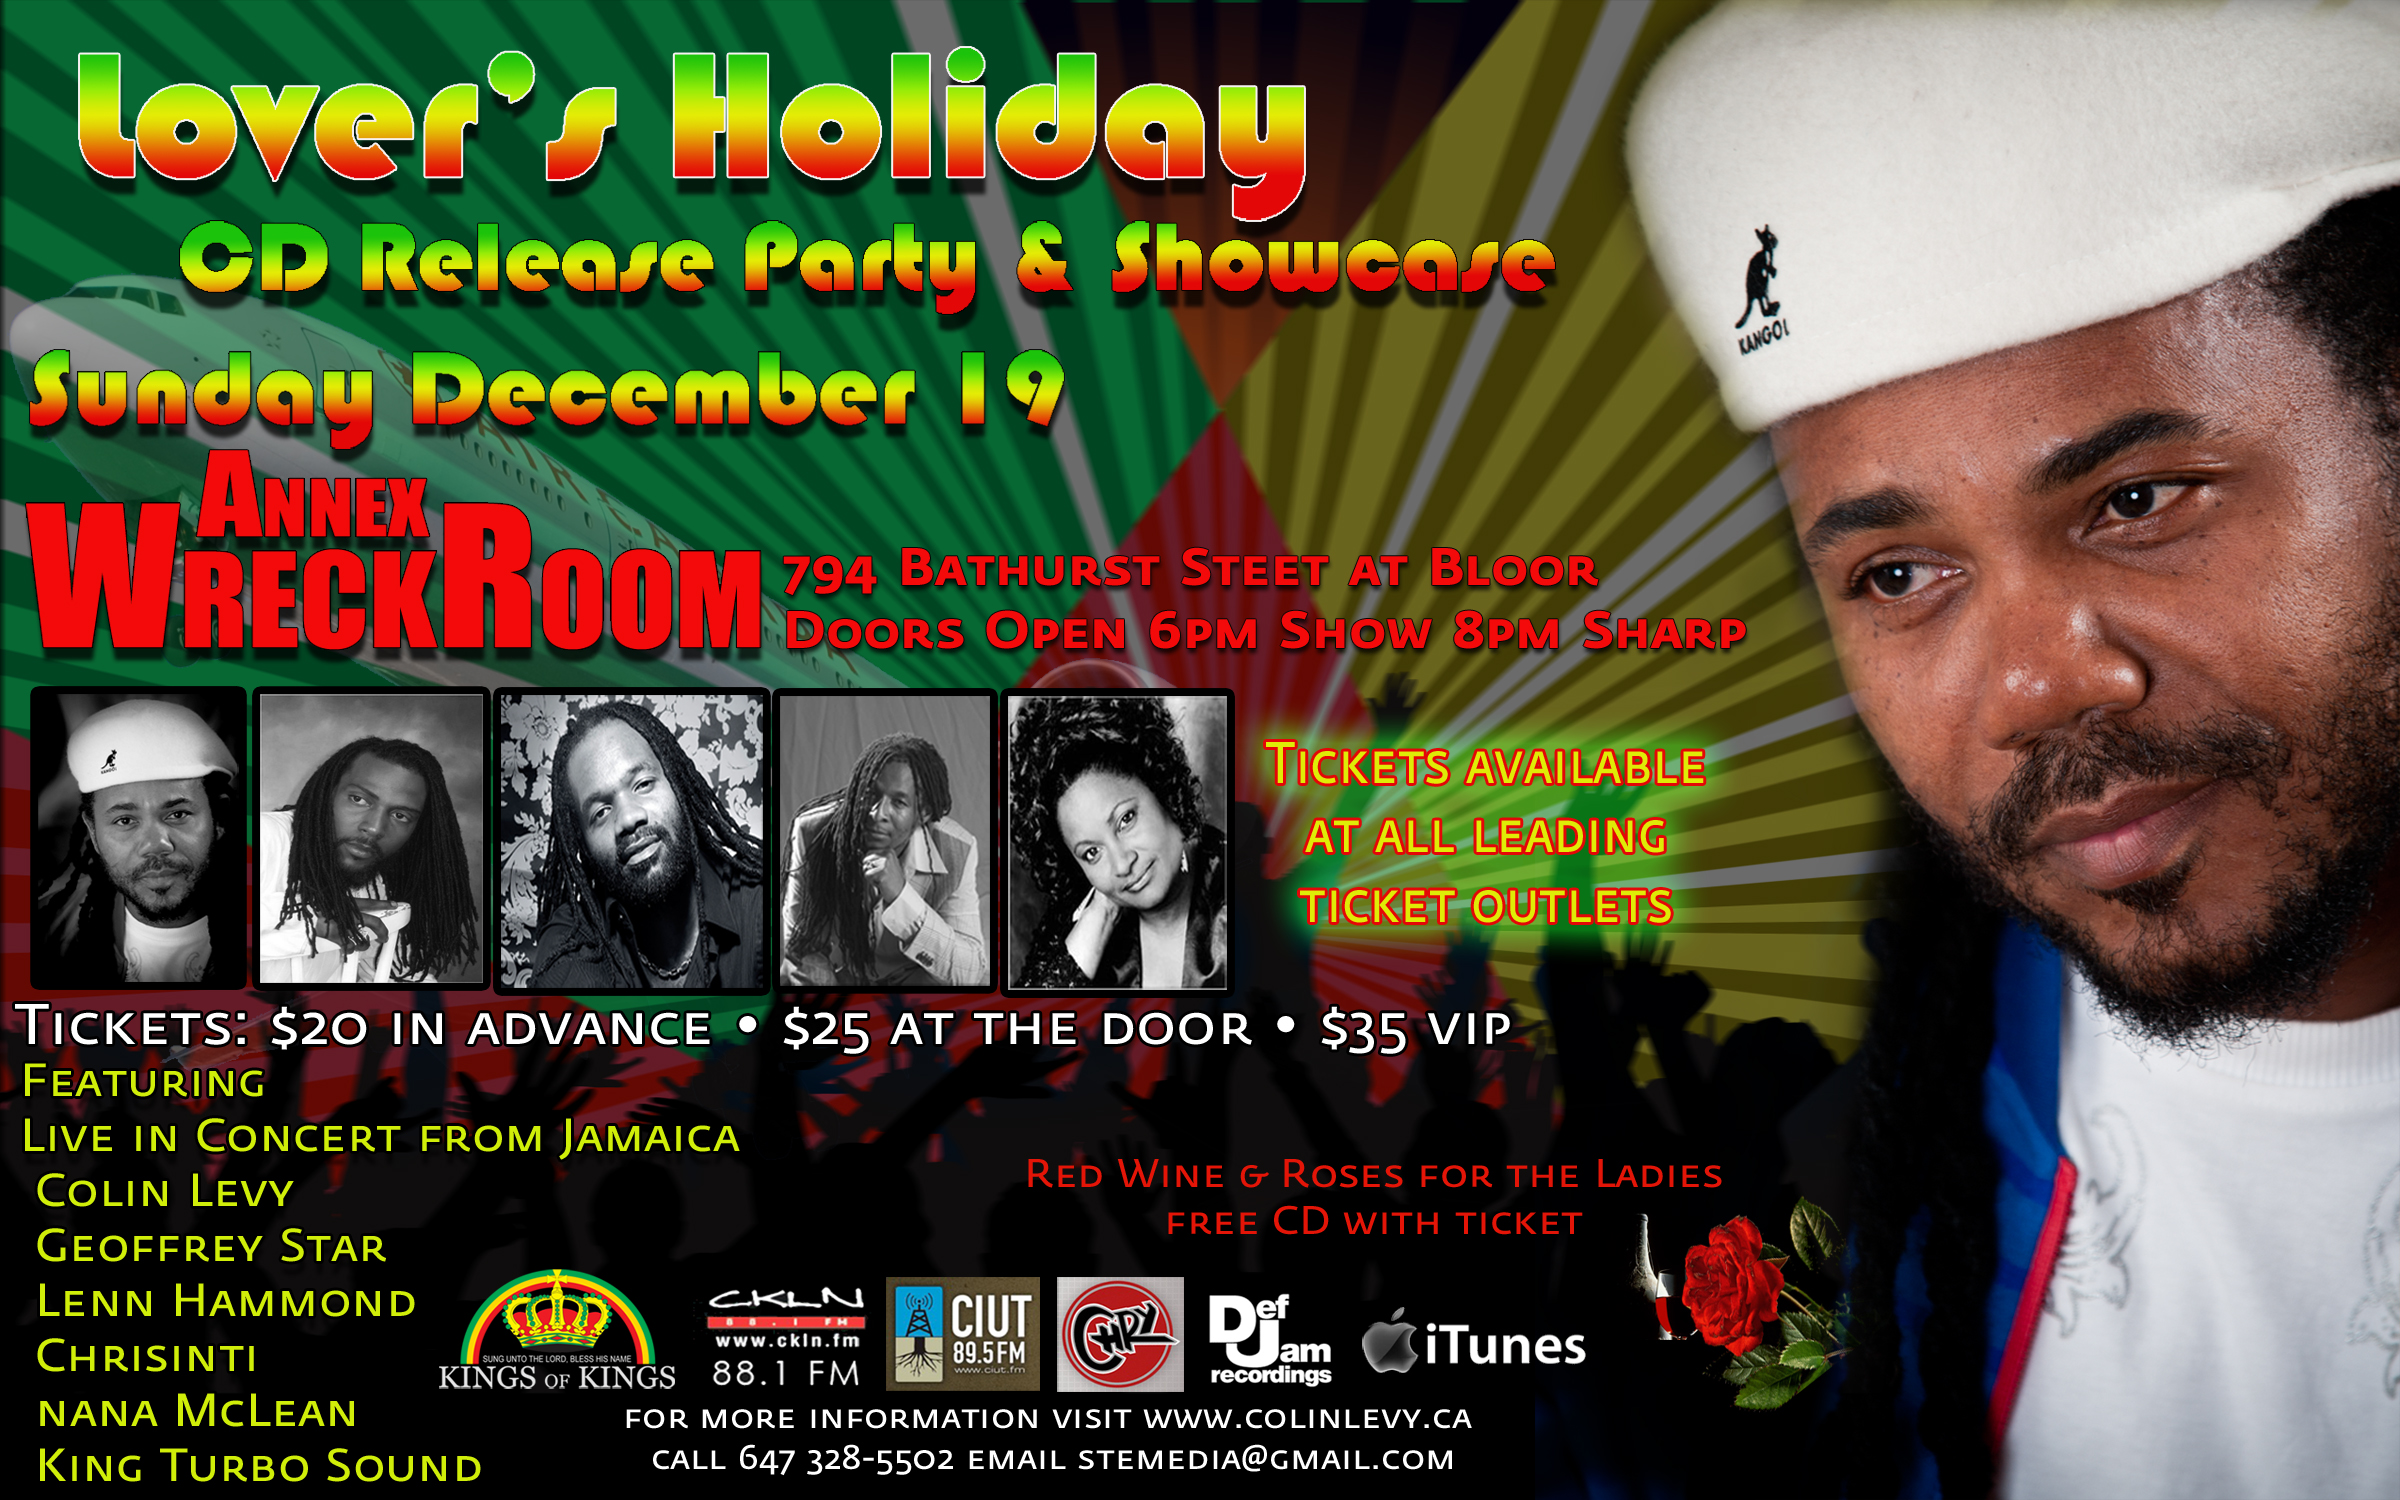 Lover's Holiday
CD Release Party & Showcase
Sunday December 19
Annex
WreckRoom
794 Bathurst Steet at Bloor
Doors Open 6pm Show 8pm Sharp
KANGOL
KANGOL
Tickets available
at all leading
ticket outlets
Tickets: $20 in advance • $25 at the door • $35 vip
Featuring
Live in Concert from Jamaica
Colin Levy
Geoffrey Star
Lenn Hammond
Chrisinti
nana McLean
King Turbo Sound
Red Wine & Roses for the Ladies
free CD with ticket
SUNG UNTO THE LORD, BLESS HIS NAME
KINGS OF KINGS
CKLN
88.1 FM
www.ckln.fm
88.1 FM
CIUT
89.5FM
www.ciut.fm
CHRY
Def
Jam
recordings
iTunes
for more information visit www.colinlevy.ca
call 647 328-5502 email stemedia@gmail.com